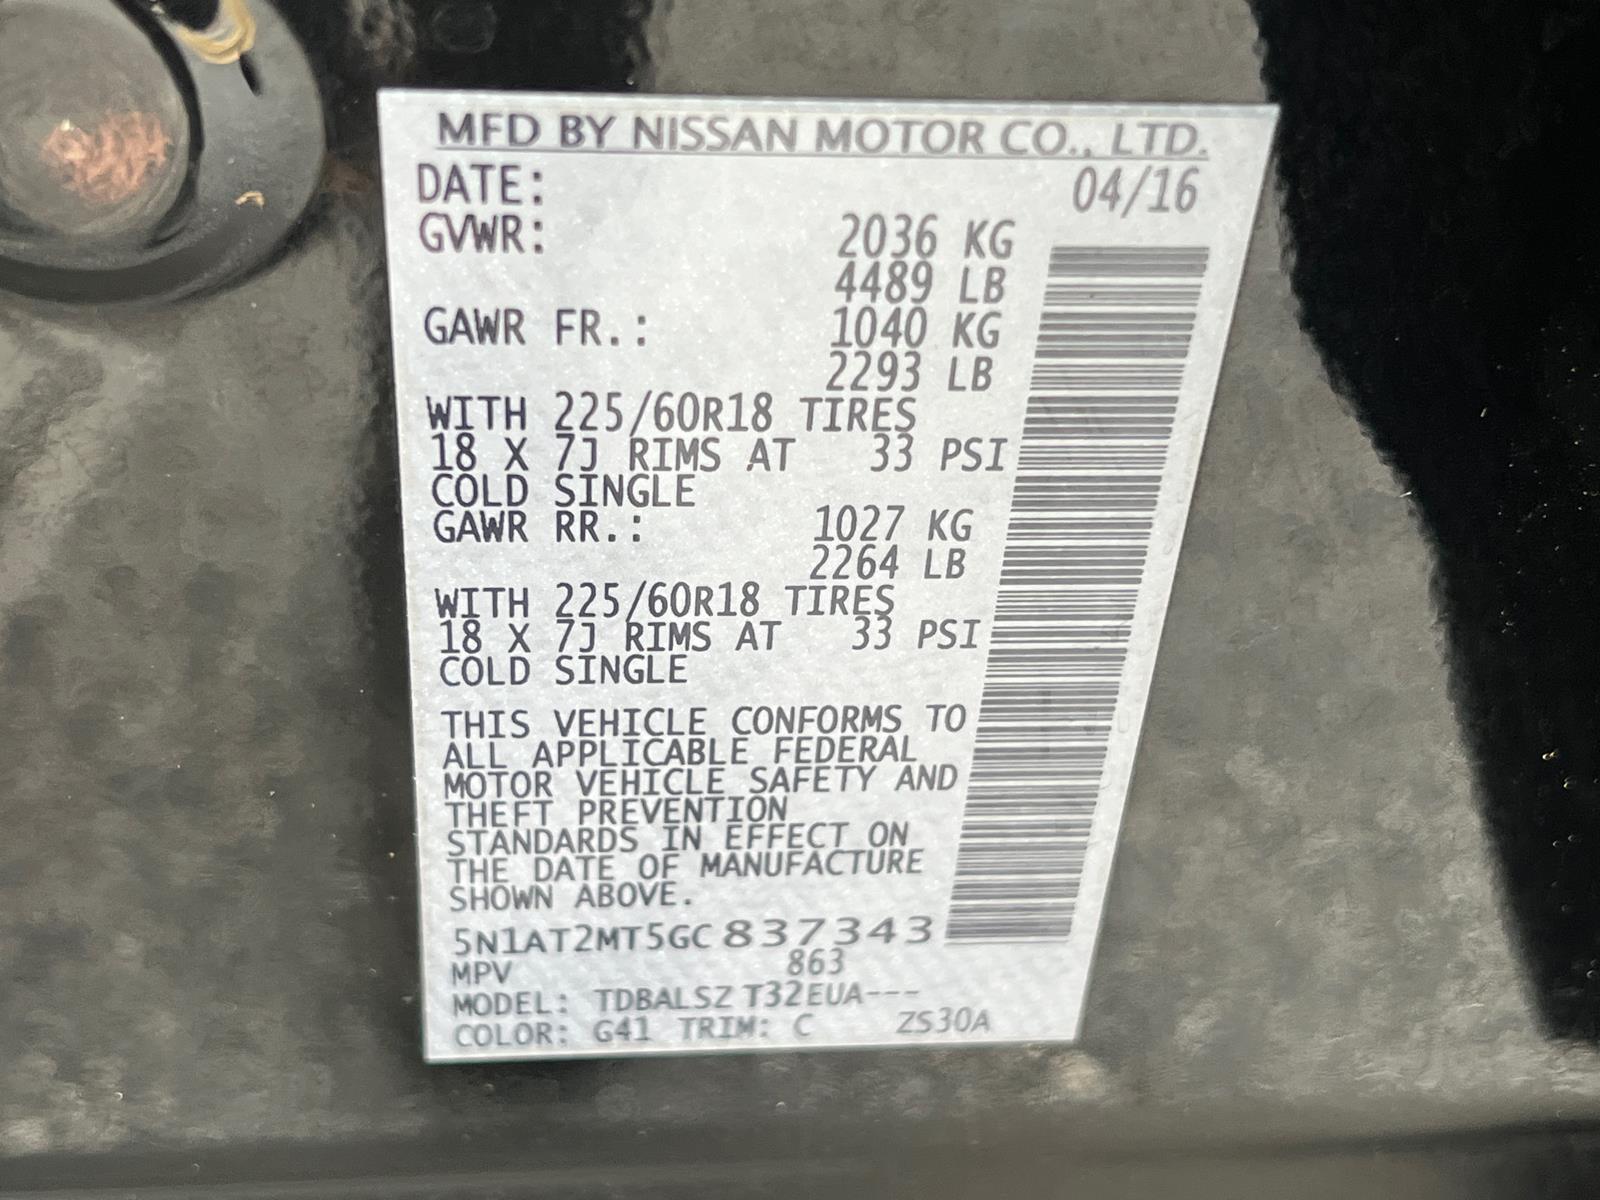 MFD BY NISSAN MOTOR CO., LTD.
DATE: 04/16
GVWR: 2036 KG
4489 LB
GAWR FR.: 1040 KG
2293 LB
WITH 225/60R18 TIRES
18 X 7J RIMS AT 33 PSI
COLD SINGLE
GAWR RR.: 1027 KG
2264 LB
WITH 225/60R18 TIRES
18 X 7J RIMS AT 33 PSI
COLD SINGLE
THIS VEHICLE CONFORMS TO
ALL APPLICABLE FEDERAL
MOTOR VEHICLE SAFETY AND
THEFT PREVENTION
STANDARDS IN EFFECT ON
THE DATE OF MANUFACTURE
SHOWN ABOVE.
5N1AT2MT5GC837343
MPV 863
MODEL: TDBALSZ T32EUA---
COLOR: G41 TRIM: C ZS30A